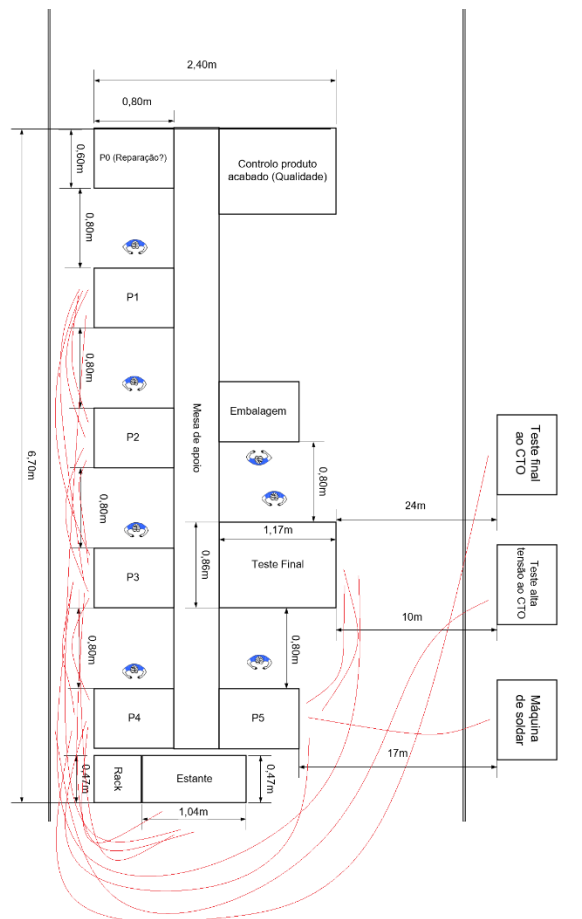 2,40m
0,80m
P0 (Reparação?)
Controlo produto
acabado (Qualidade)
0,60m
0,80m
P1
0,80m
Embalagem
Mesa de apoio
P2
6,70m
0,80m
0,80m
Teste final
ao CTO
24m
1,17m
0,86m
Teste Final
P3
Teste alta
tensão ao CTO
10m
0,80m
0,80m
P4
P5
Máquina
de soldar
17m
0,47m
Rack
Estante
0,47m
1,04m